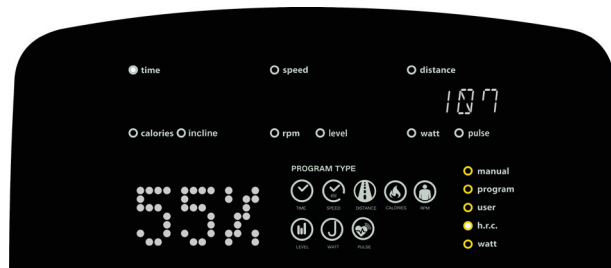 time speed distance
107
calories incline rpm level watt pulse
PROGRAM TYPE
manual
program
user
h.r.c.
watt
55%
TIME SPEED DISTANCE CALORIES RPM
LEVEL WATT PULSE